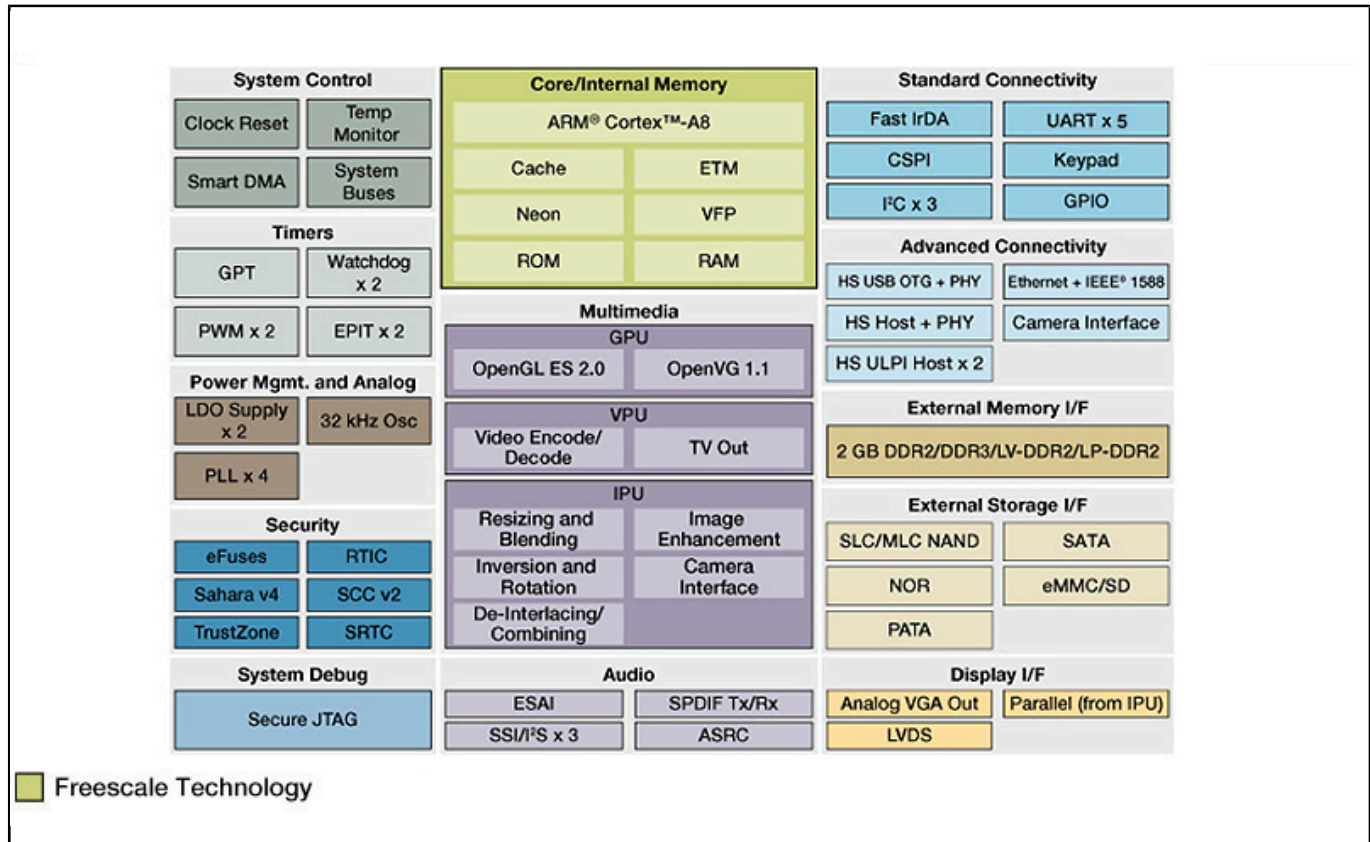 System Control
Clock Reset
Temp
Monitor
Smart DMA
System
Buses
Timers
GPT
Watchdog
x 2
PWM x 2
EPIT x 2
Power Mgmt. and Analog
LDO Supply
x 2
32 kHz Osc
PLL x 4
Security
eFuses
RTIC
Sahara v4
SCC v2
TrustZone
SRTC
System Debug
Secure JTAG
Core/Internal Memory
ARM® Cortex™-A8
Cache
ETM
Neon
VFP
ROM
RAM
Multimedia
GPU
OpenGL ES 2.0
OpenVG 1.1
VPU
Video Encode/
Decode
TV Out
IPU
Resizing and
Blending
Image
Enhancement
Inversion and
Rotation
Camera
Interface
De-Interlacing/
Combining
Audio
ESAI
SPDIF Tx/Rx
SSI/I²S x 3
ASRC
Standard Connectivity
Fast IrDA
UART x 5
CSPI
Keypad
I²C x 3
GPIO
Advanced Connectivity
HS USB OTG + PHY
Ethernet + IEEE® 1588
HS Host + PHY
Camera Interface
HS ULPI Host x 2
External Memory I/F
2 GB DDR2/DDR3/LV-DDR2/LP-DDR2
External Storage I/F
SLC/MLC NAND
SATA
NOR
eMMC/SD
PATA
Display I/F
Analog VGA Out
Parallel (from IPU)
LVDS
Freescale Technology